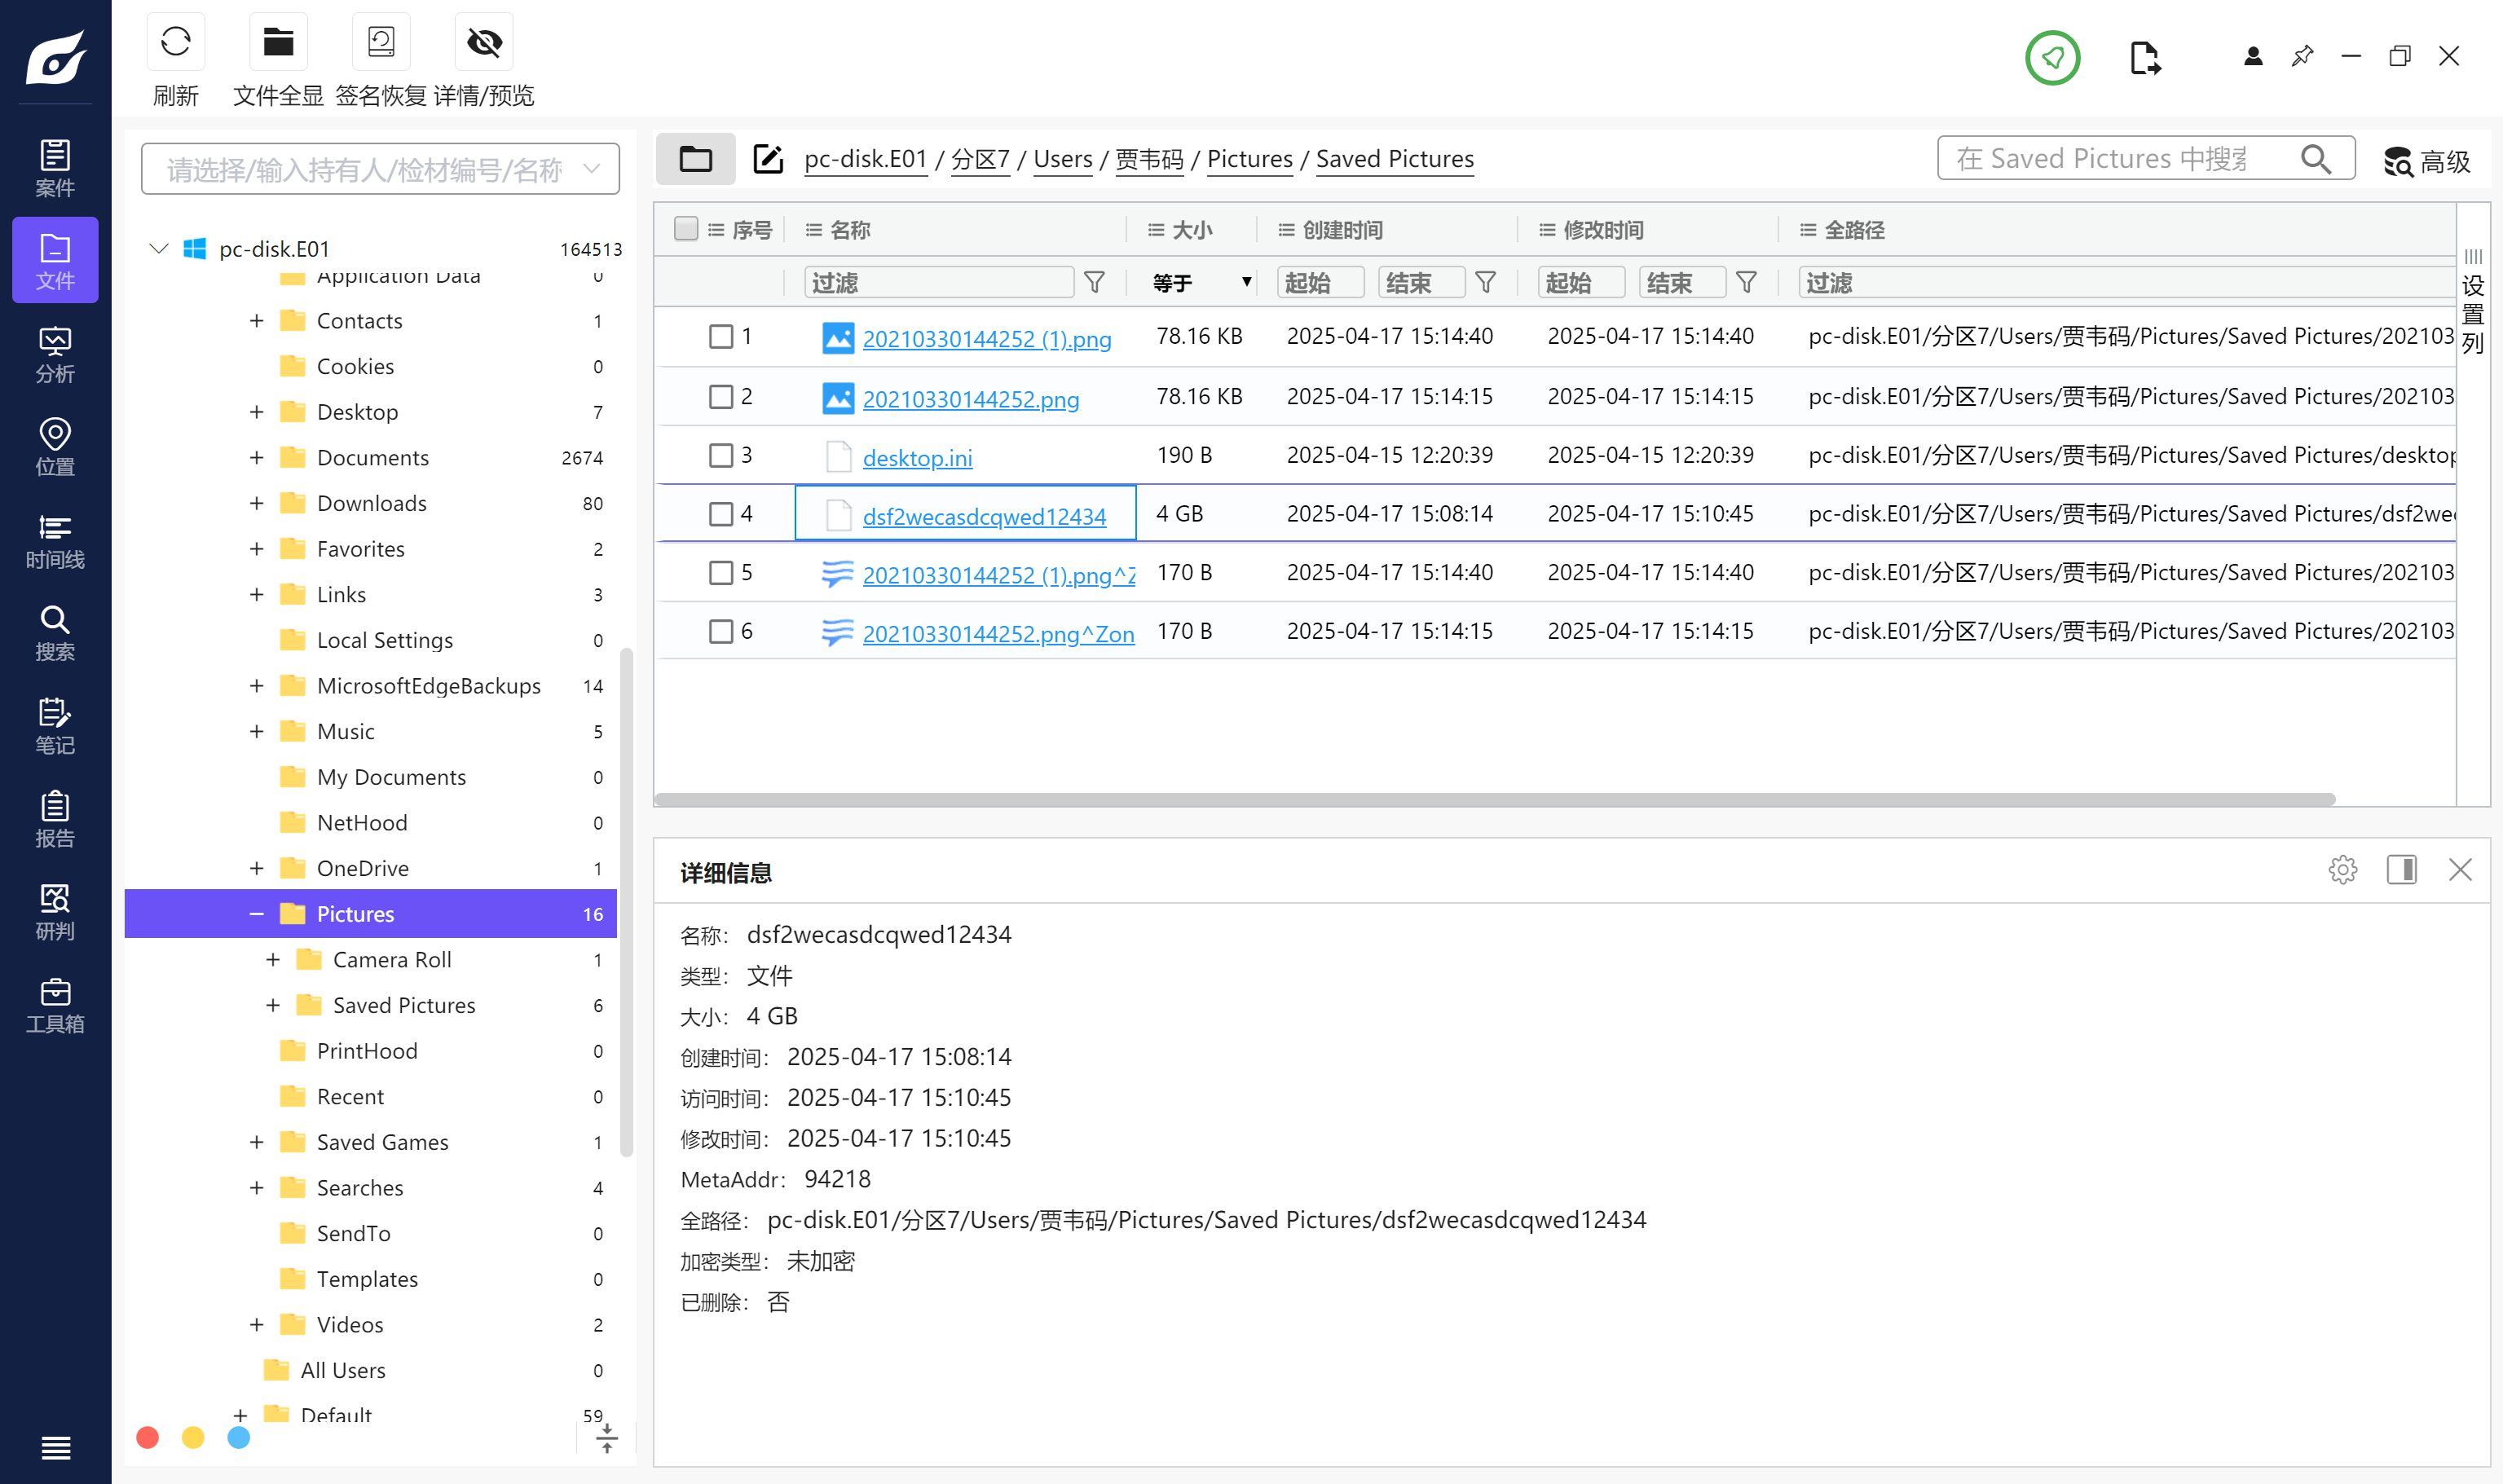 刷新 文件全显 签名恢复 详情/预览
案件
文件
分析
位置
时间线
搜索
笔记
报告
研判
工具箱
请选择/输入持有人/检材编号/名称
pc-disk.E01 164513
Application Data 0
Contacts 1
Cookies 0
Desktop 7
Documents 2674
Downloads 80
Favorites 2
Links 3
Local Settings 0
MicrosoftEdgeBackups 14
Music 5
My Documents 0
NetHood 0
OneDrive 1
Pictures 16
Camera Roll 1
Saved Pictures 6
PrintHood 0
Recent 0
Saved Games 1
Searches 4
SendTo 0
Templates 0
Videos 2
All Users 0
Default 59
pc-disk.E01 / 分区7 / Users / 贾韦码 / Pictures / Saved Pictures
在 Saved Pictures 中搜索
高级
序号 名称 大小 创建时间 修改时间 全路径
过滤 等于 起始 结束 起始 结束 过滤
1 20210330144252 (1).png 78.16 KB 2025-04-17 15:14:40 2025-04-17 15:14:40 pc-disk.E01/分区7/Users/贾韦码/Pictures/Saved Pictures/202103
2 20210330144252.png 78.16 KB 2025-04-17 15:14:15 2025-04-17 15:14:15 pc-disk.E01/分区7/Users/贾韦码/Pictures/Saved Pictures/202103
3 desktop.ini 190 B 2025-04-15 12:20:39 2025-04-15 12:20:39 pc-disk.E01/分区7/Users/贾韦码/Pictures/Saved Pictures/desktop
4 dsf2wecasdcqwed12434 4 GB 2025-04-17 15:08:14 2025-04-17 15:10:45 pc-disk.E01/分区7/Users/贾韦码/Pictures/Saved Pictures/dsf2wec
5 20210330144252 (1).png^Z 170 B 2025-04-17 15:14:40 2025-04-17 15:14:40 pc-disk.E01/分区7/Users/贾韦码/Pictures/Saved Pictures/202103
6 20210330144252.png^Zon 170 B 2025-04-17 15:14:15 2025-04-17 15:14:15 pc-disk.E01/分区7/Users/贾韦码/Pictures/Saved Pictures/202103
设置列
详细信息
名称： dsf2wecasdcqwed12434
类型： 文件
大小： 4 GB
创建时间： 2025-04-17 15:08:14
访问时间： 2025-04-17 15:10:45
修改时间： 2025-04-17 15:10:45
MetaAddr： 94218
全路径： pc-disk.E01/分区7/Users/贾韦码/Pictures/Saved Pictures/dsf2wecasdcqwed12434
加密类型： 未加密
已删除： 否